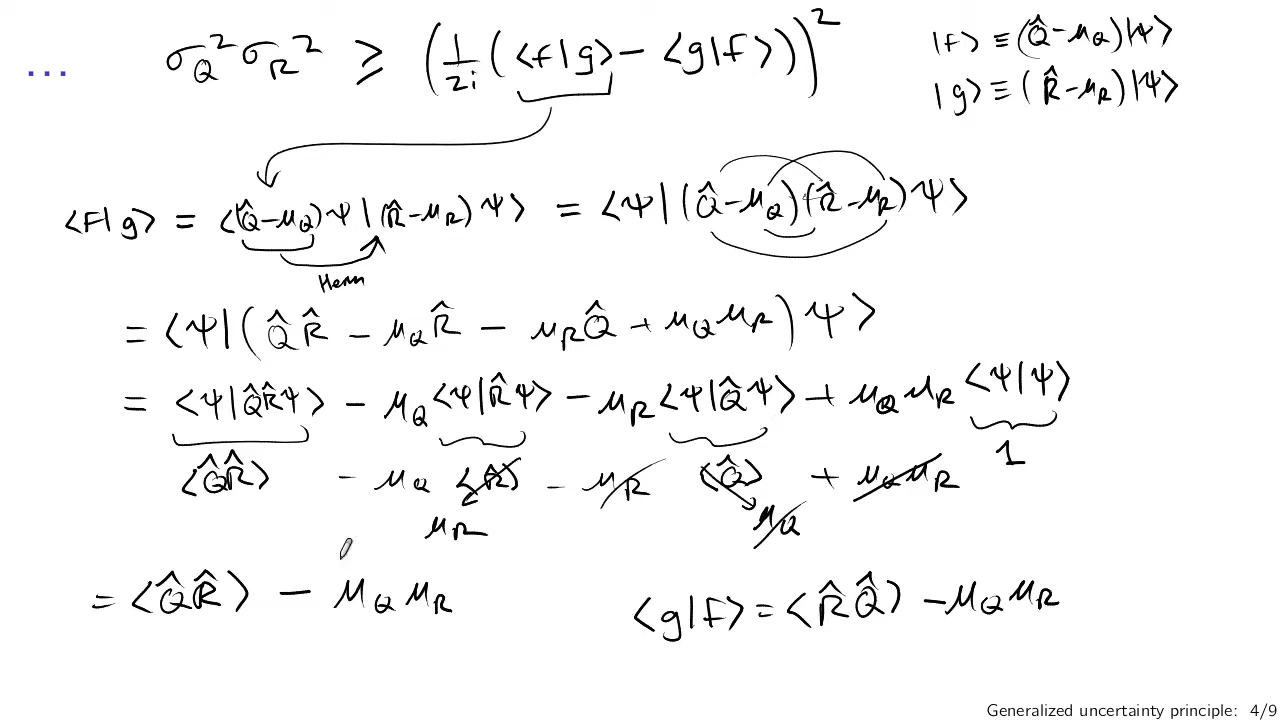 ...
σ_Q² σ_R² ≥ (1/2i (⟨f|g⟩ − ⟨g|f⟩))²
|f⟩ ≡ (Q̂−μ_Q)|Ψ⟩
|g⟩ ≡ (R̂−μ_R)|Ψ⟩
⟨f|g⟩ = ⟨(Q̂−μ_Q)Ψ|(R̂−μ_R)Ψ⟩ = ⟨Ψ|(Q̂−μ_Q)(R̂−μ_R)Ψ⟩
Herm
= ⟨Ψ|(Q̂R̂ − μ_Q R̂ − μ_R Q̂ + μ_Q μ_R)Ψ⟩
= ⟨Ψ|Q̂R̂Ψ⟩ − μ_Q⟨Ψ|R̂Ψ⟩ − μ_R⟨Ψ|Q̂Ψ⟩ + μ_Q μ_R ⟨Ψ|Ψ⟩
1
⟨Q̂R̂⟩ − μ_Q ⟨R̂⟩ − μ_R ⟨Q̂⟩ + μ_Q μ_R
μ_R μ_Q
= ⟨Q̂R̂⟩ − μ_Q μ_R
⟨g|f⟩ = ⟨R̂Q̂⟩ − μ_Q μ_R
Generalized uncertainty principle: 4/9